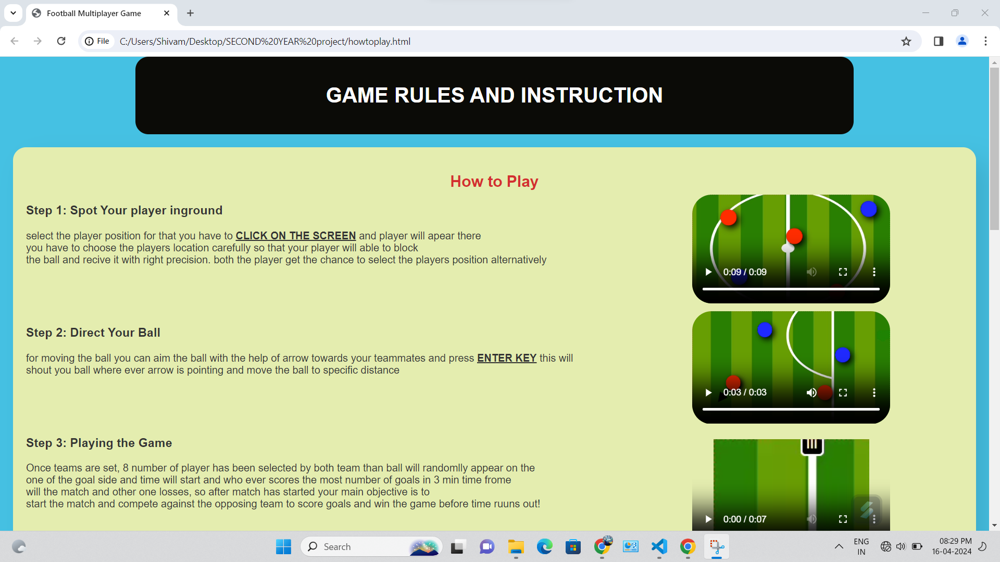 Football Multiplayer Game
File
C:/Users/Shivam/Desktop/SECOND%20YEAR%20project/howtoplay.html
GAME RULES AND INSTRUCTION
How to Play
Step 1: Spot Your player inground
select the player position for that you have to CLICK ON THE SCREEN and player will apear there
you have to choose the players location carefully so that your player will able to block
the ball and recive it with right precision. both the player get the chance to select the players position alternatively
0:09 / 0:09
Step 2: Direct Your Ball
for moving the ball you can aim the ball with the help of arrow towards your teammates and press ENTER KEY this will
shout you ball where ever arrow is pointing and move the ball to specific distance
0:03 / 0:03
Step 3: Playing the Game
Once teams are set, 8 number of player has been selected by both team than ball will randomlly appear on the
one of the goal side and time will start and who ever scores the most number of goals in 3 min time frome
will the match and other one losses, so after match has started your main objective is to
start the match and compete against the opposing team to score goals and win the game before time ruuns out!
0:00 / 0:07
Search
ENG
IN
08:29 PM
16-04-2024